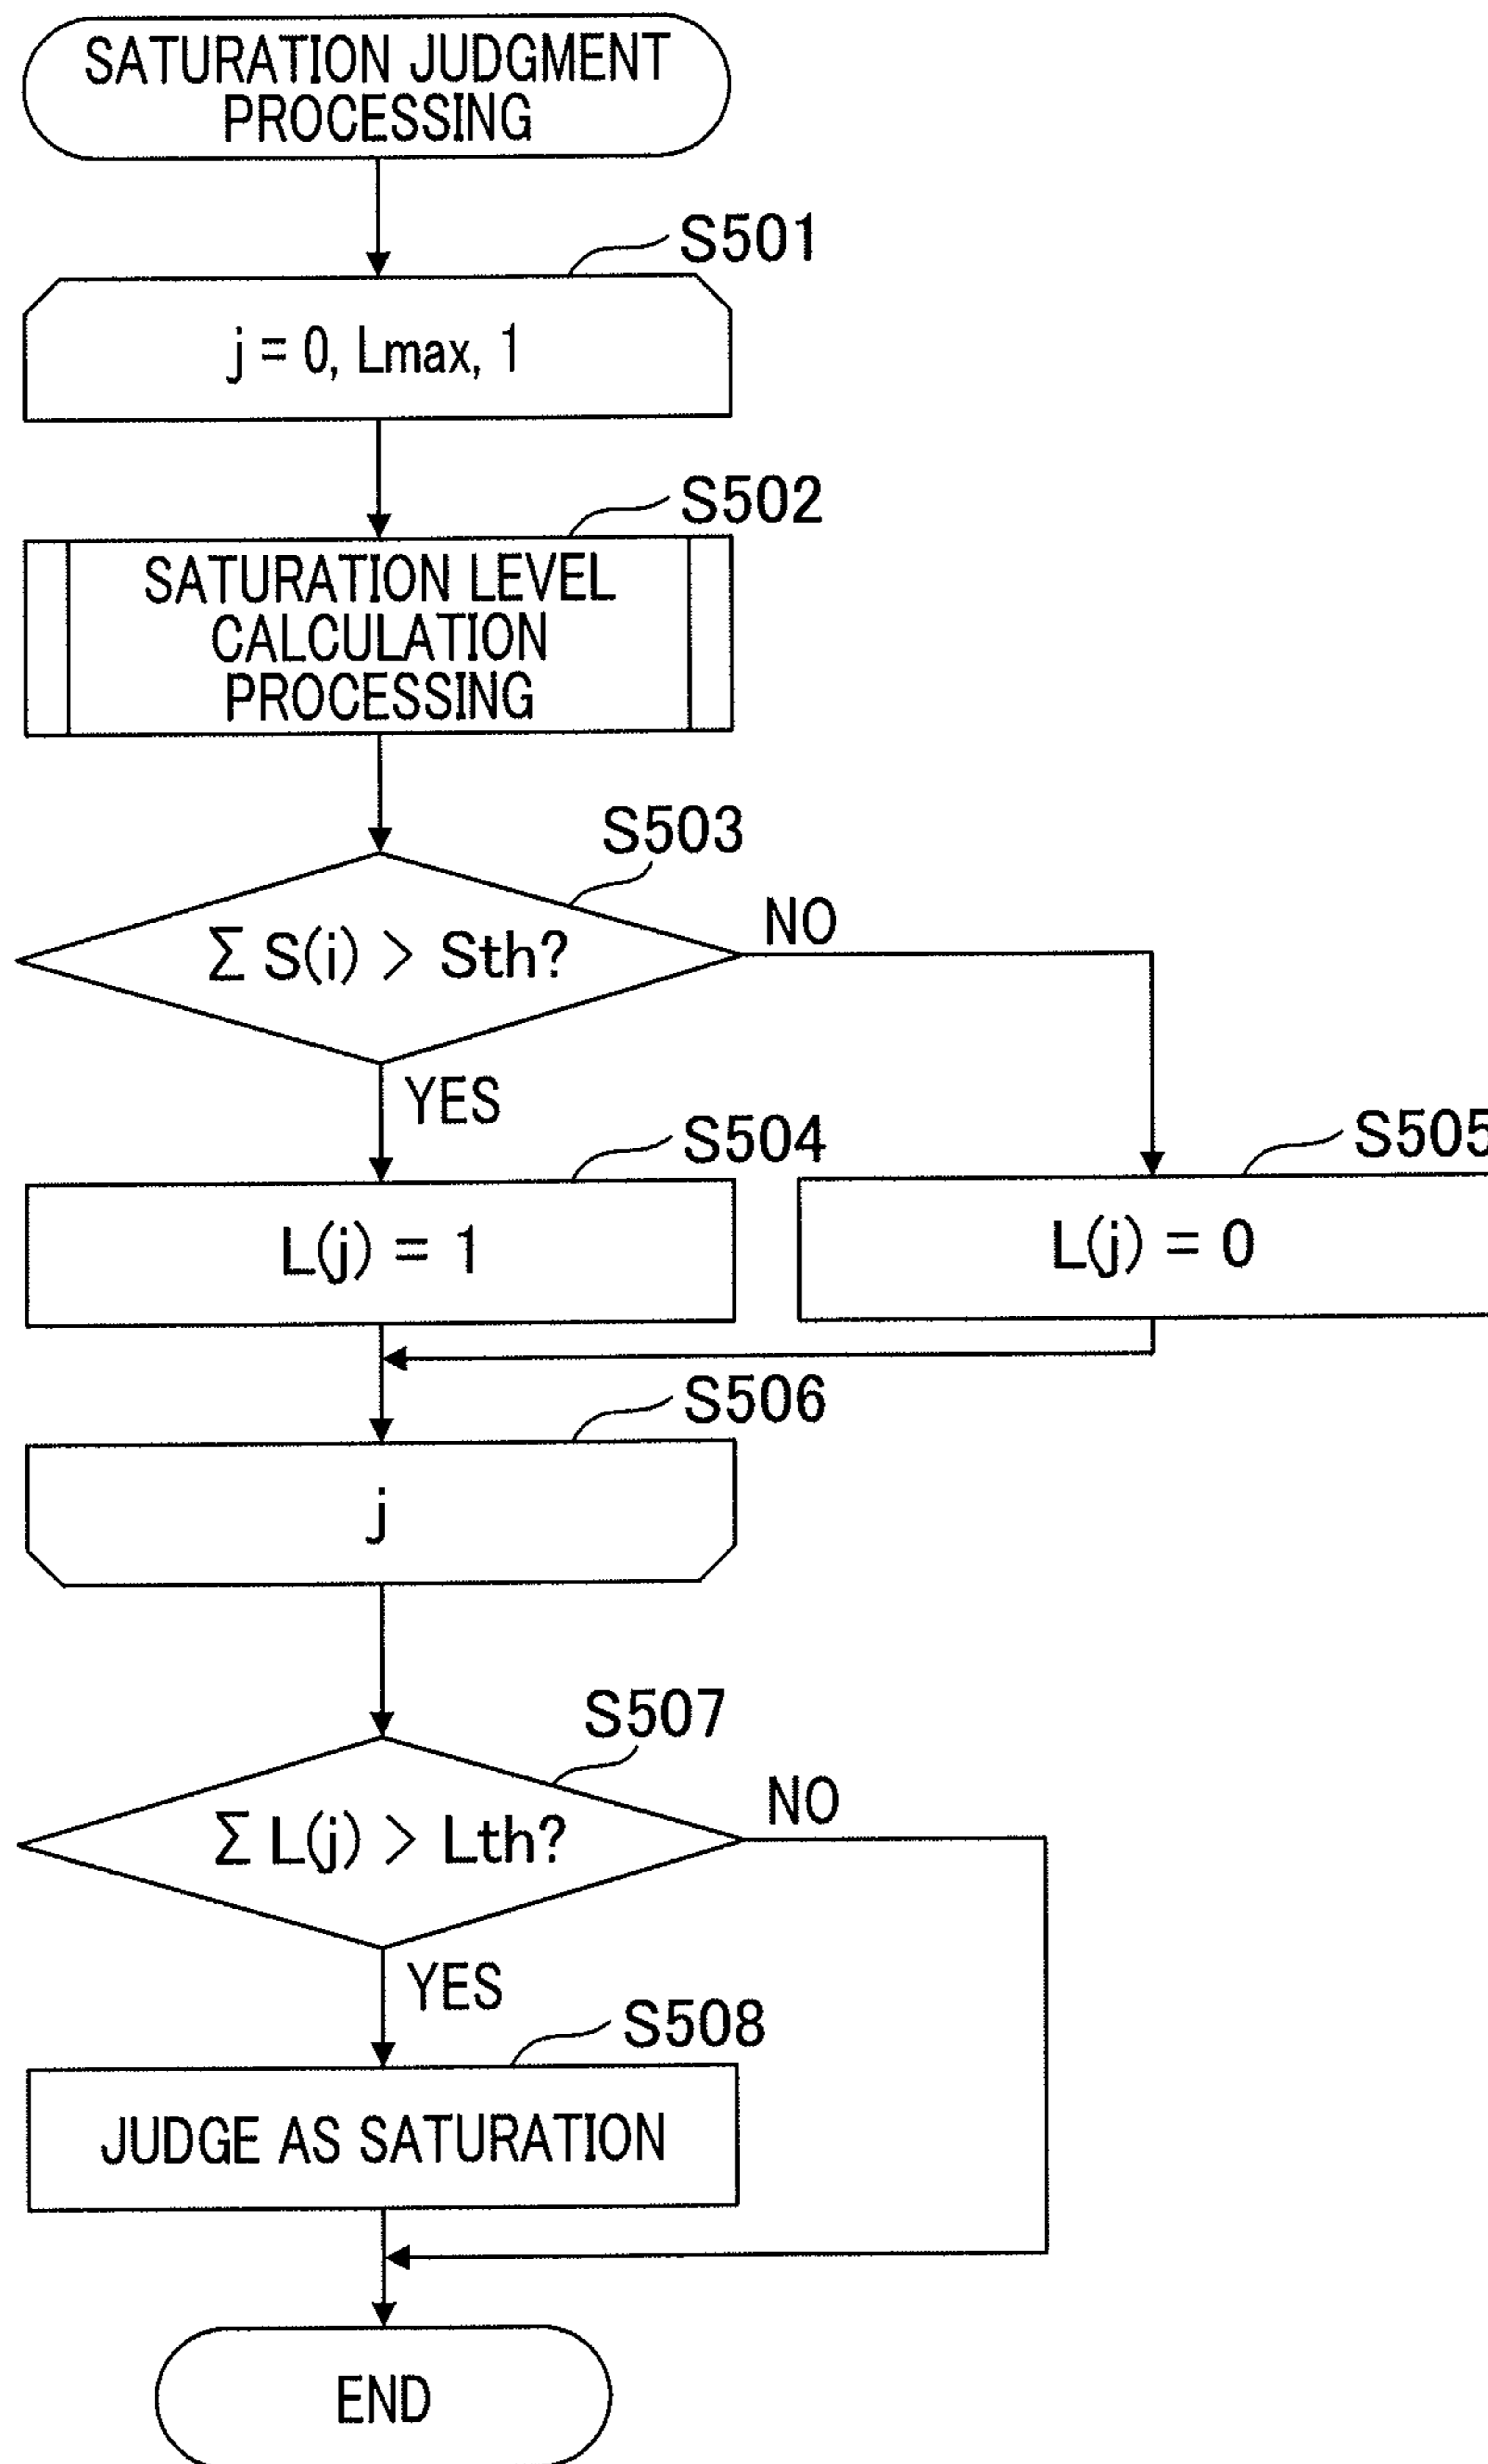 SATURATION JUDGMENT
PROCESSING
S501
j = 0, Lmax, 1
S502
SATURATION LEVEL
CALCULATION
PROCESSING
S503
Σ S(i) > Sth?
NO
YES
S504
S505
L(j) = 1
L(j) = 0
S506
j
S507
Σ L(j) > Lth?
NO
YES
S508
JUDGE AS SATURATION
END